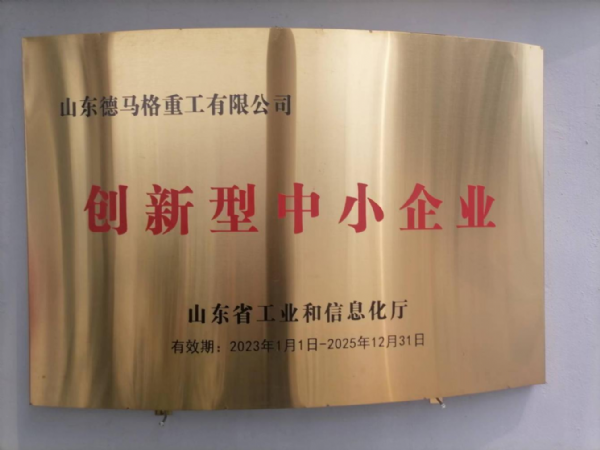 山东德马格重工有限公司
创新型中小企业
山东省工业和信息化厅
有效期：2023年1月1日-2025年12月31日